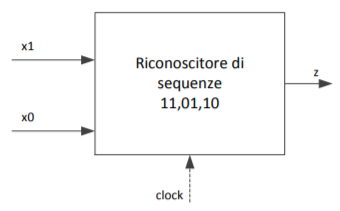 x1
Riconoscitore di
sequenze
11,01,10
z
x0
clock